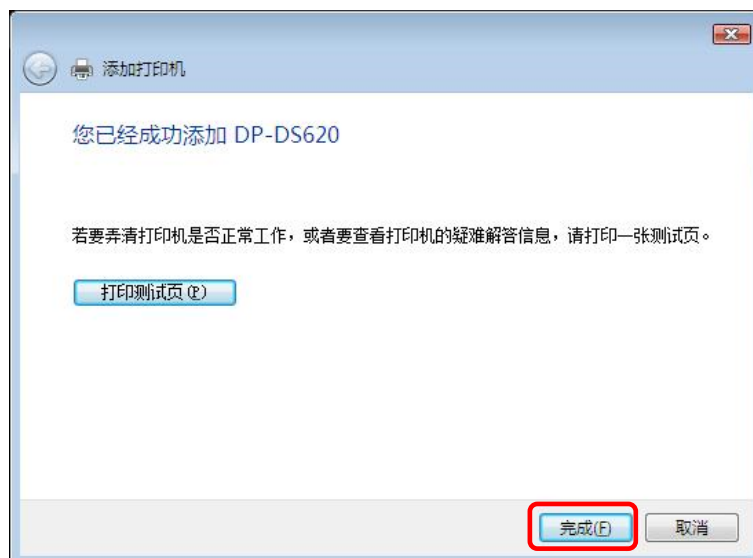 添加打印机
您已经成功添加 DP-DS620
若要弄清打印机是否正常工作，或者要查看打印机的疑难解答信息，请打印一张测试页。
打印测试页(P)
完成(F)
取消